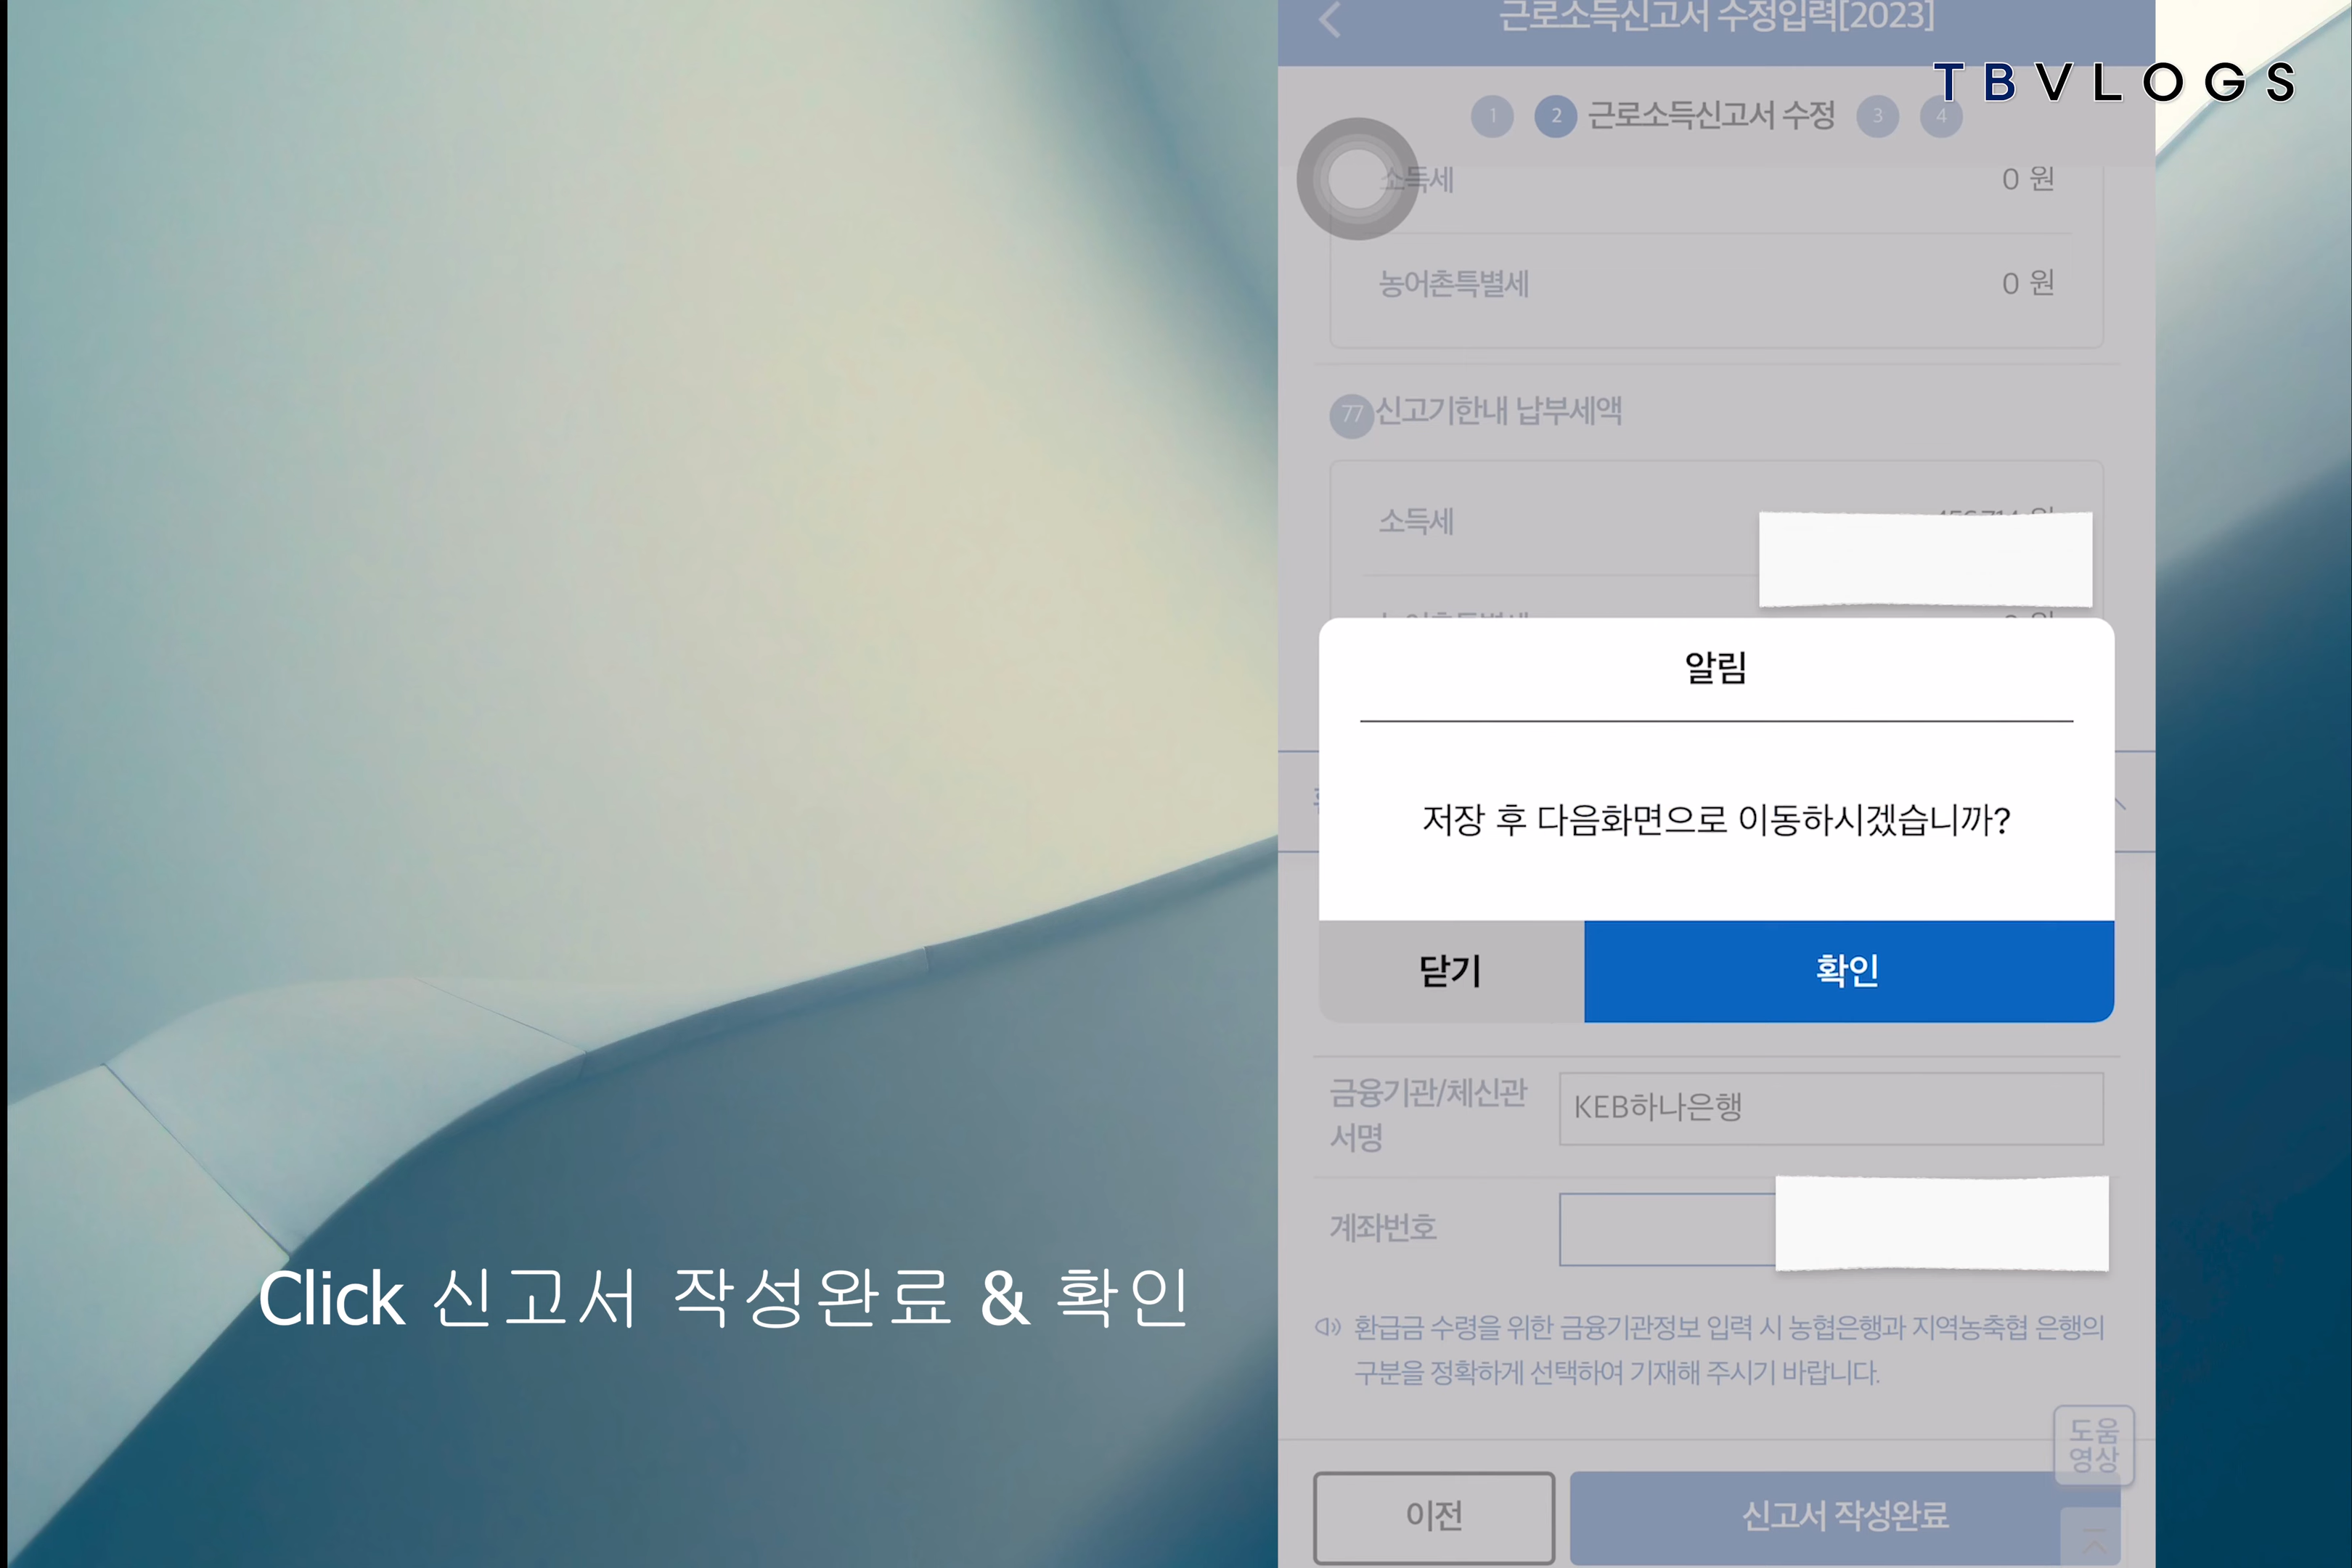 근로소득신고서 수정입력[2023]
TBVLOGS
1 2 근로소득신고서 수정 3 4
소득세 0 원
농어촌특별세 0 원
77 신고기한내 납부세액
소득세
알림
저장 후 다음화면으로 이동하시겠습니까?
닫기 확인
금융기관/체신관
서명
KEB하나은행
계좌번호
Click 신고서 작성완료 & 확인
환급금 수령을 위한 금융기관정보 입력 시 농협은행과 지역농축협 은행의
구분을 정확하게 선택하여 기재해 주시기 바랍니다.
도움
영상
이전 신고서 작성완료